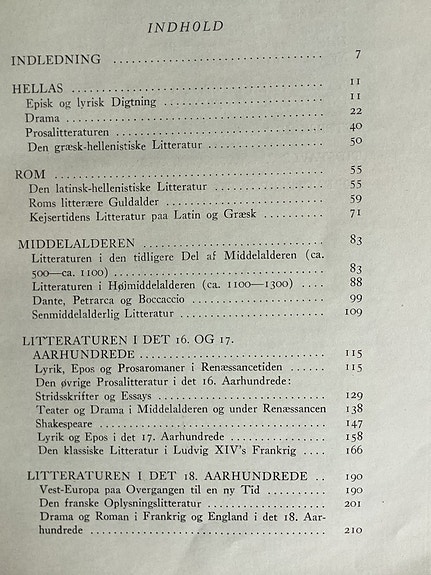 INDHOLD
INDLEDNING 7
HELLAS 11
Episk og lyrisk Digtning 11
Drama 22
Prosalitteraturen 40
Den græsk-hellenistiske Litteratur 50
ROM 55
Den latinsk-hellenistiske Litteratur 55
Roms litterære Guldalder 59
Kejsertidens Litteratur paa Latin og Græsk 71
MIDDELALDEREN 83
Litteraturen i den tidligere Del af Middelalderen (ca.
500—ca. 1100) 83
Litteraturen i Højmiddelalderen (ca. 1100—1300) 88
Dante, Petrarca og Boccaccio 99
Senmiddelalderlig Litteratur 109
LITTERATUREN I DET 16. OG 17.
AARHUNDREDE 115
Lyrik, Epos og Prosaromaner i Renæssancetiden 115
Den øvrige Prosalitteratur i det 16. Aarhundrede:
Stridsskrifter og Essays 129
Teater og Drama i Middelalderen og under Renæssancen 138
Shakespeare 147
Lyrik og Epos i det 17. Aarhundrede 158
Den klassiske Litteratur i Ludvig XIV's Frankrig 166
LITTERATUREN I DET 18. AARHUNDREDE 190
Vest-Europa paa Overgangen til en ny Tid 190
Den franske Oplysningslitteratur 201
Drama og Roman i Frankrig og England i det 18. Aar-
hundrede 210